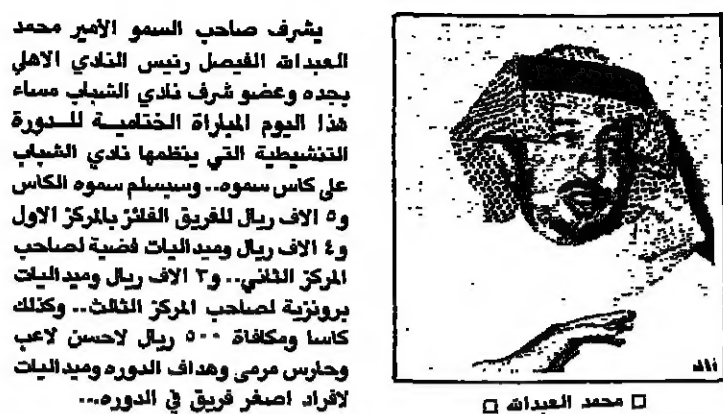 يشرف صاحب السمو الأمير محمد
العبدالله الفيصل رئيس النادي الاهلي
بجده وعضو شرف نادي الشباب مساء
هذا اليوم المباراة الختامية للدورة
التنشيطية التي ينظمها نادي الشباب
على كاس سموه.. وسيسلم سموه الكاس
و٥ الاف ريال للفريق الفائز بالمركز الاول
و٤ الاف ريال وميداليات فضية لصاحب
المركز الثاني.. و٣ الاف ريال وميداليات
برونزية لصاحب المركز الثالث.. وكذلك
كاسا ومكافاة ٥٠٠ ريال لاحسن لاعب
وحارس مرمى وهداف الدوره وميداليات
لافراد اصغر فريق في الدوره...
□ محمد العبدالله □